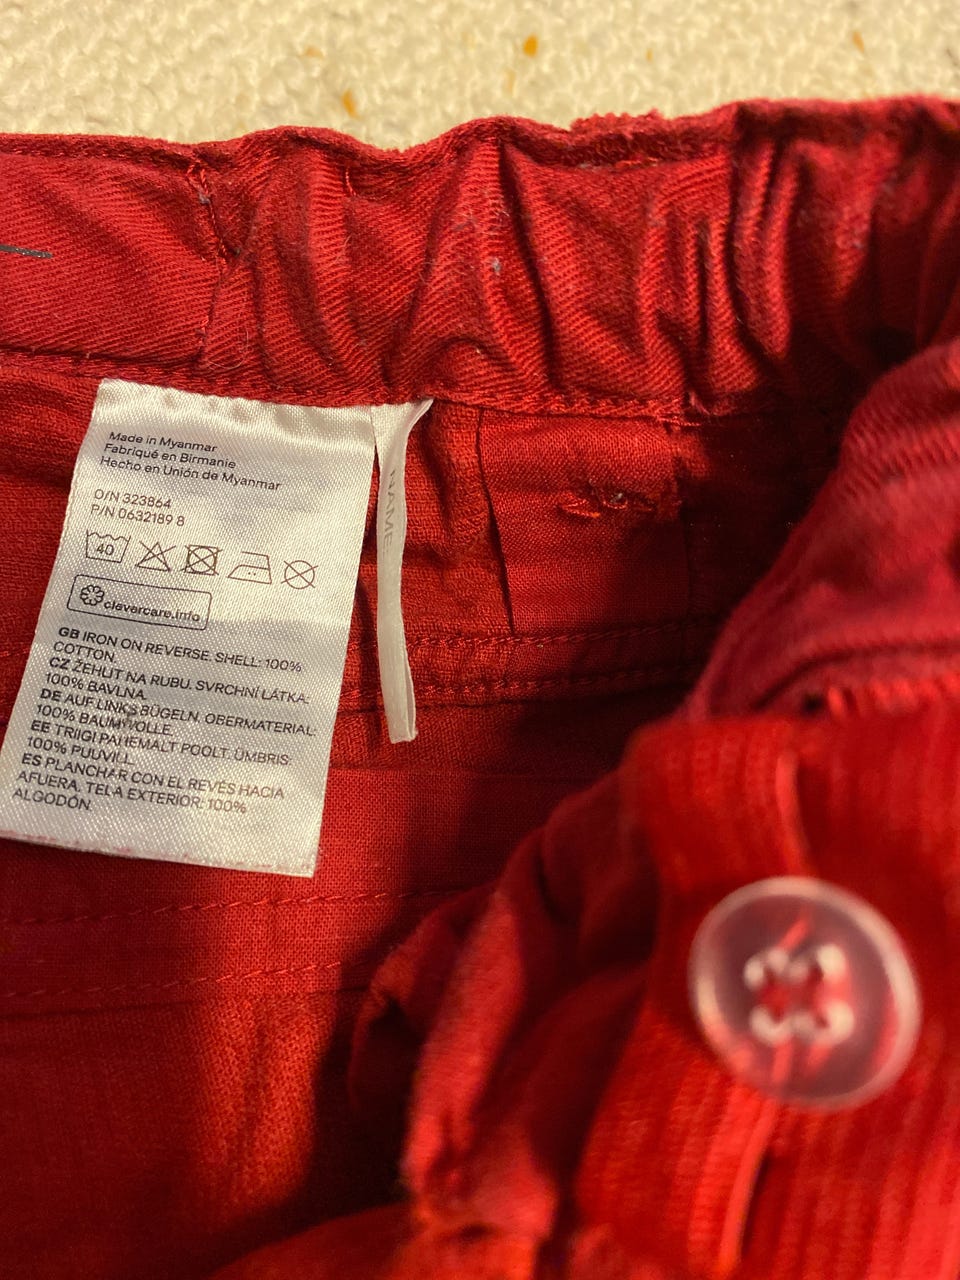 Made in Myanmar
Fabriqué en Birmanie
Hecho en Unión de Myanmar
O/N 323864
P/N 0632189 8
40
clevercare.info
GB IRON ON REVERSE. SHELL: 100%
COTTON
CZ ŽEHLIT NA RUBU. SVRCHNÍ LÁTKA:
100% BAVLNA
DE AUF LINKS BÜGELN. OBERMATERIAL:
100% BAUMWOLLE
EE TRIIGI PAHEMALT POOLT. ÜMBRIS:
100% PUUVILL
ES PLANCHAR CON EL REVÉS HACIA
AFUERA. TELA EXTERIOR: 100%
ALGODÓN
NAME: